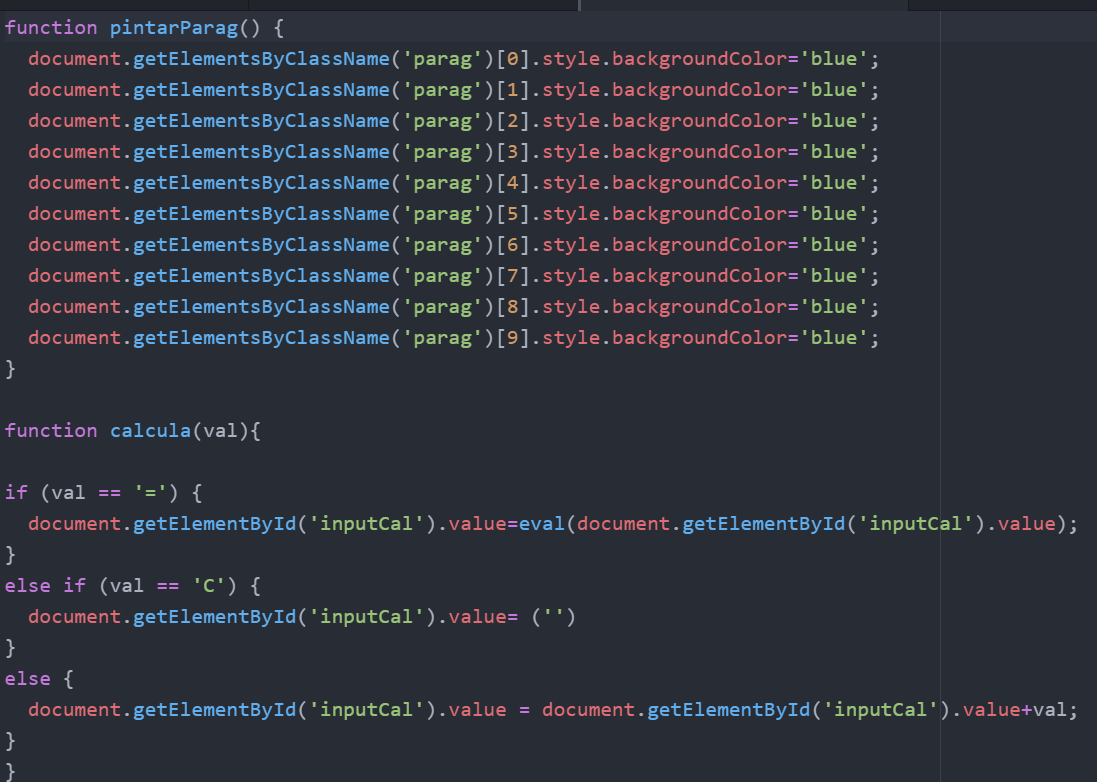 function pintarParag() {
  document.getElementsByClassName('parag')[0].style.backgroundColor='blue';
  document.getElementsByClassName('parag')[1].style.backgroundColor='blue';
  document.getElementsByClassName('parag')[2].style.backgroundColor='blue';
  document.getElementsByClassName('parag')[3].style.backgroundColor='blue';
  document.getElementsByClassName('parag')[4].style.backgroundColor='blue';
  document.getElementsByClassName('parag')[5].style.backgroundColor='blue';
  document.getElementsByClassName('parag')[6].style.backgroundColor='blue';
  document.getElementsByClassName('parag')[7].style.backgroundColor='blue';
  document.getElementsByClassName('parag')[8].style.backgroundColor='blue';
  document.getElementsByClassName('parag')[9].style.backgroundColor='blue';
}

function calcula(val){

if (val == '=') {
  document.getElementById('inputCal').value=eval(document.getElementById('inputCal').value);
}
else if (val == 'C') {
  document.getElementById('inputCal').value= ('')
}
else {
  document.getElementById('inputCal').value = document.getElementById('inputCal').value+val;
}
}